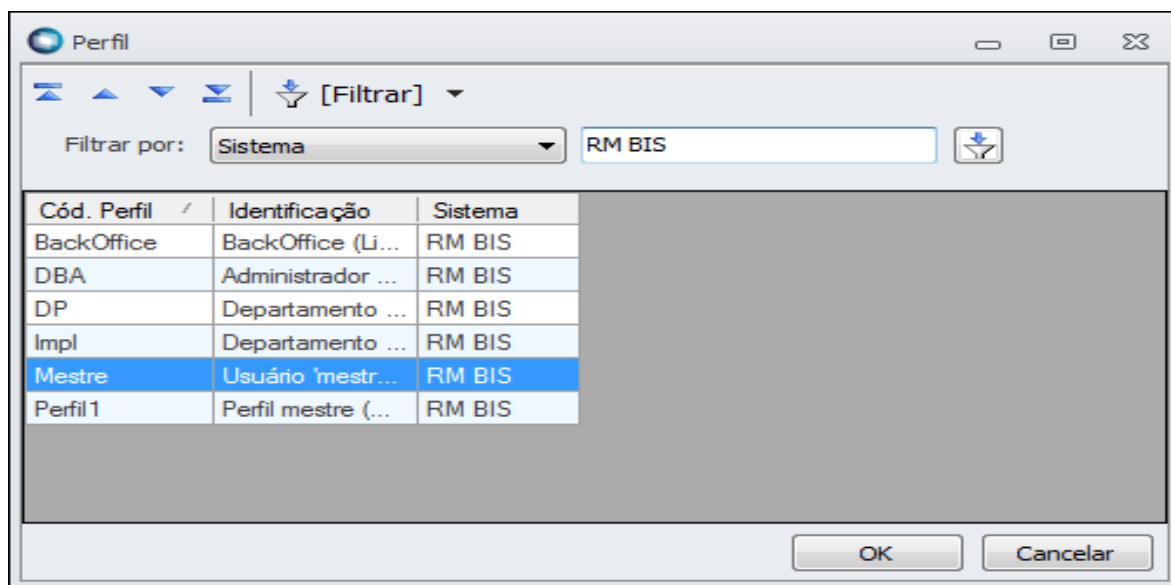 Perfil
[Filtrar]
Filtrar por: Sistema RM BIS
Cód. Perfil Identificação Sistema
BackOffice BackOffice (Li... RM BIS
DBA Administrador ... RM BIS
DP Departamento ... RM BIS
Impl Departamento ... RM BIS
Mestre Usuário 'mestr... RM BIS
Perfil1 Perfil mestre (... RM BIS
OK Cancelar